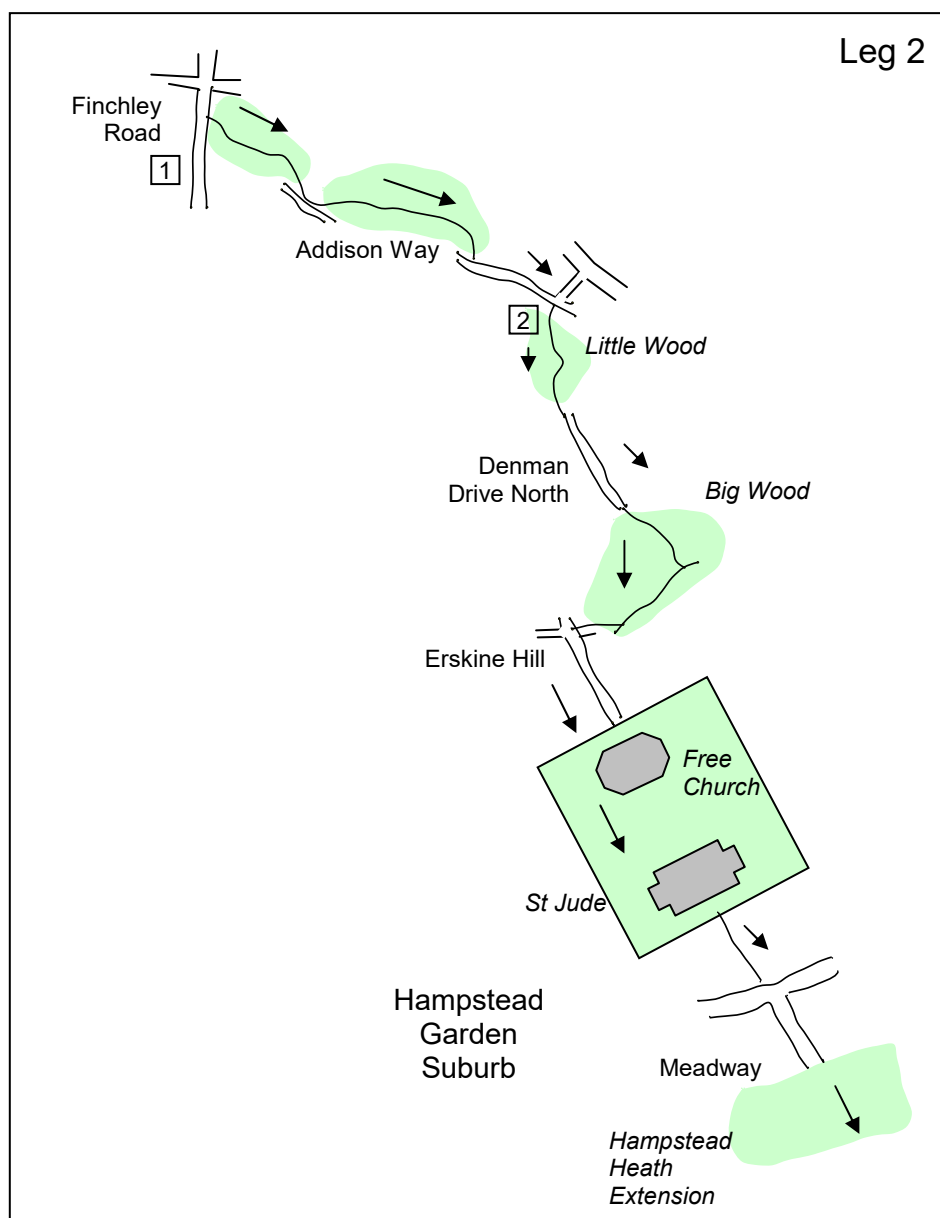 Leg 2
Finchley
Road
1
Addison Way
2
Little Wood
Denman
Drive North
Big Wood
Erskine Hill
Free
Church
St Jude
Hampstead
Garden
Suburb
Meadway
Hampstead
Heath
Extension